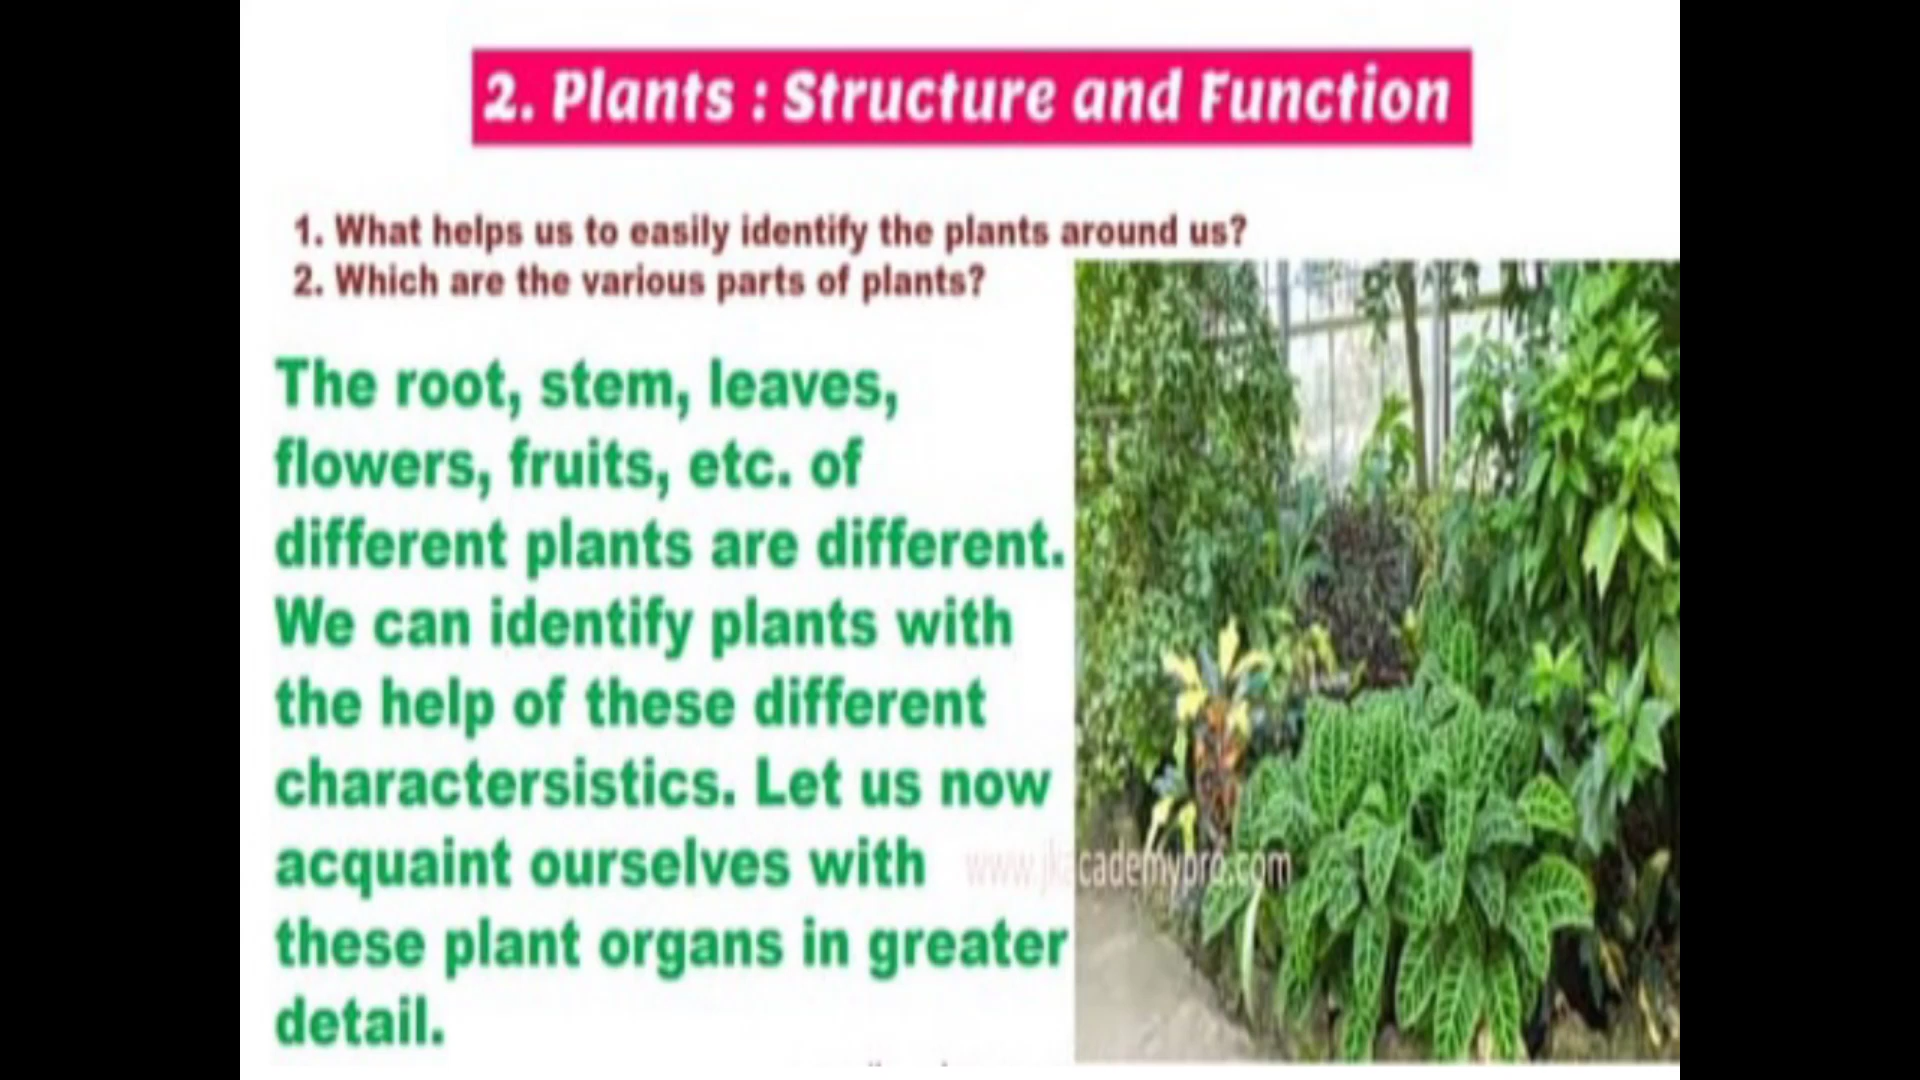 2. Plants : Structure and Function
1. What helps us to easily identify the plants around us?
2. Which are the various parts of plants?
The root, stem, leaves,
flowers, fruits, etc. of
different plants are different.
We can identify plants with
the help of these different
charactersistics. Let us now
acquaint ourselves with
these plant organs in greater
detail.
www.jkacademypro.com